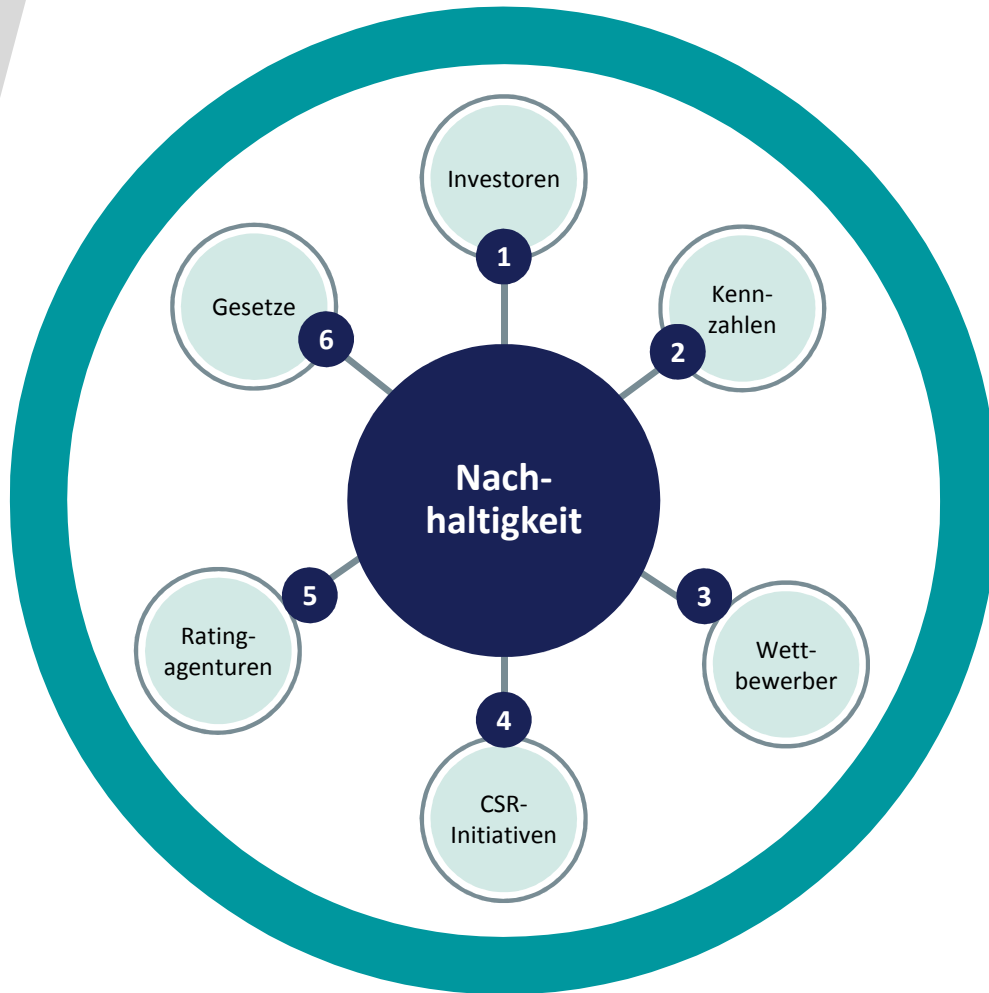 Investoren
1
Kenn-
zahlen
2
3
Wett-
bewerber
4
CSR-
Initiativen
5
Rating-
agenturen
6
Gesetze
Nach-
haltigkeit